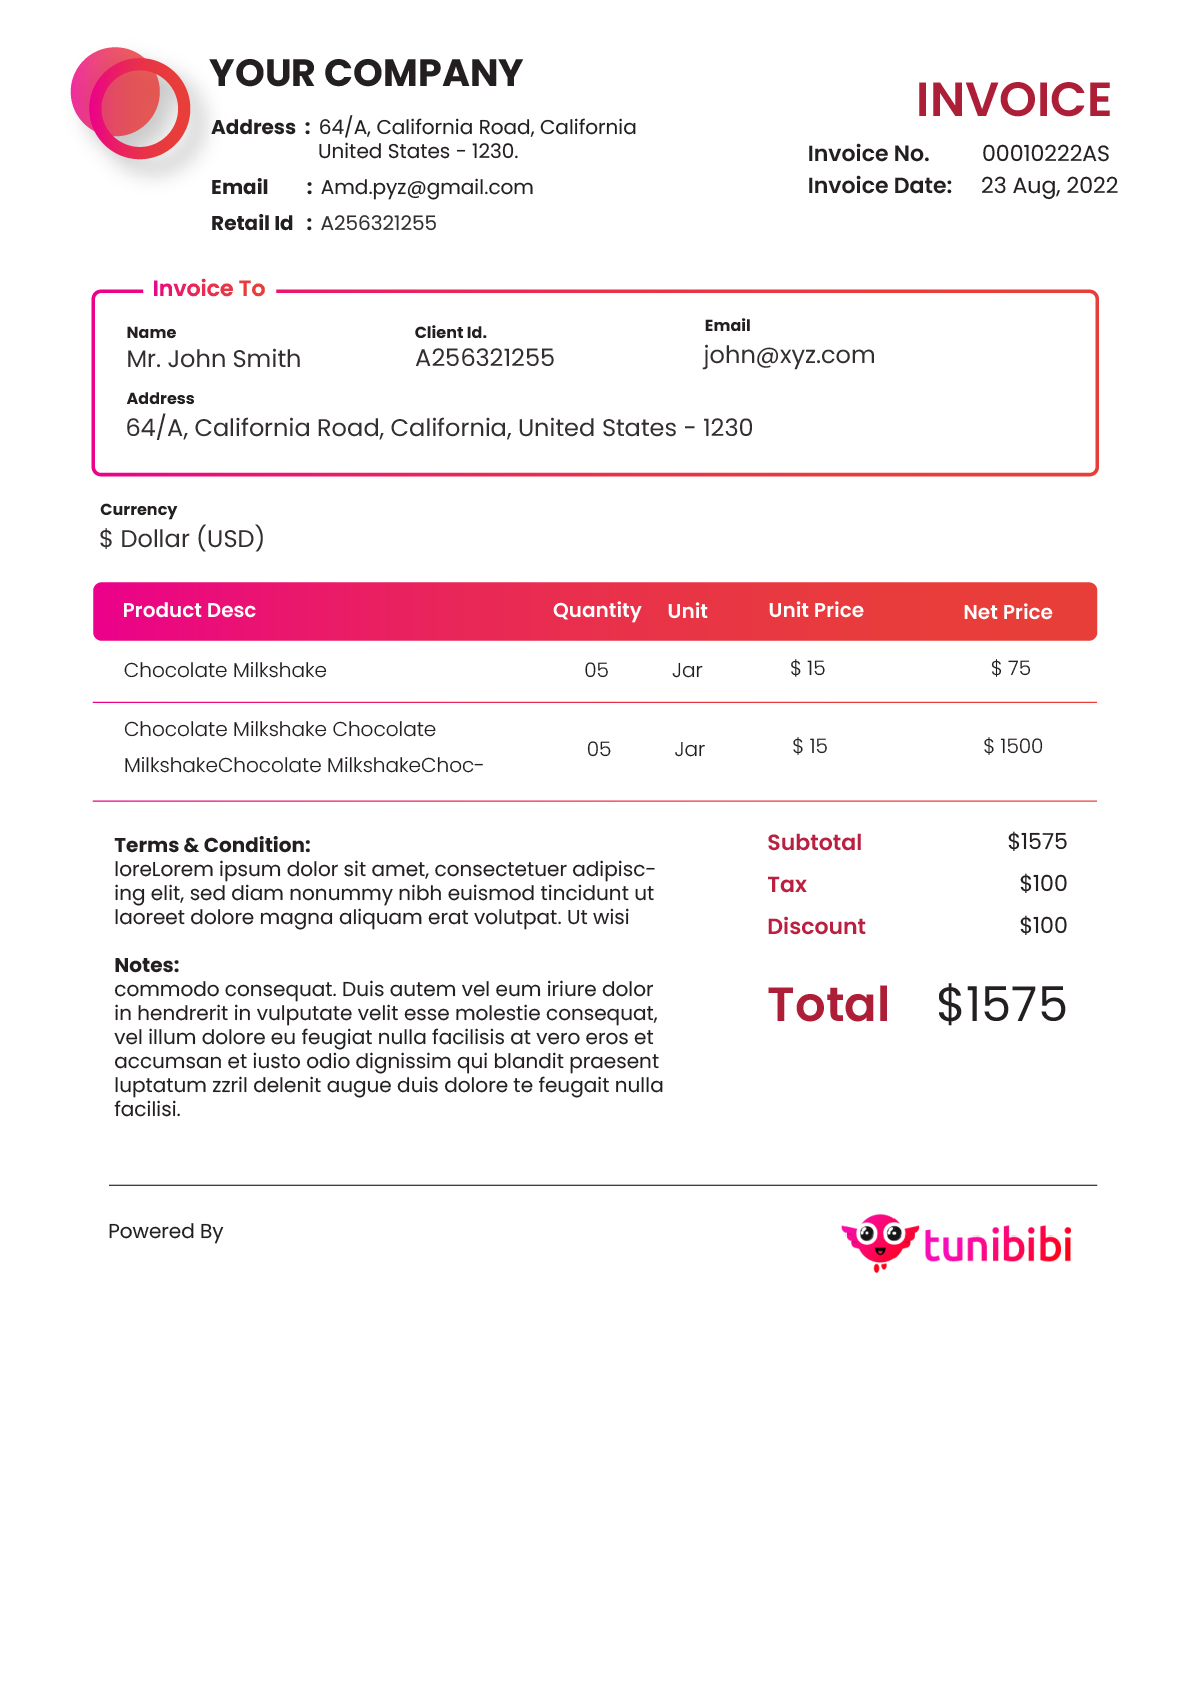 YOUR COMPANY
Address : 64/A, California Road, California
United States - 1230.
Email : Amd.pyz@gmail.com
Retail Id : A256321255
INVOICE
Invoice No. 00010222AS
Invoice Date: 23 Aug, 2022
Invoice To
Name Client Id. Email
Mr. John Smith A256321255 john@xyz.com
Address
64/A, California Road, California, United States - 1230
Currency
$ Dollar (USD)
Product Desc Quantity Unit Unit Price Net Price
Chocolate Milkshake 05 Jar $ 15 $ 75
Chocolate Milkshake Chocolate
MilkshakeChocolate MilkshakeChoc- 05 Jar $ 15 $ 1500
Terms & Condition:
loreLorem ipsum dolor sit amet, consectetuer adipisc-
ing elit, sed diam nonummy nibh euismod tincidunt ut
laoreet dolore magna aliquam erat volutpat. Ut wisi
Notes:
commodo consequat. Duis autem vel eum iriure dolor
in hendrerit in vulputate velit esse molestie consequat,
vel illum dolore eu feugiat nulla facilisis at vero eros et
accumsan et iusto odio dignissim qui blandit praesent
luptatum zzril delenit augue duis dolore te feugait nulla
facilisi.
Subtotal $1575
Tax $100
Discount $100
Total $1575
Powered By
tunibibi